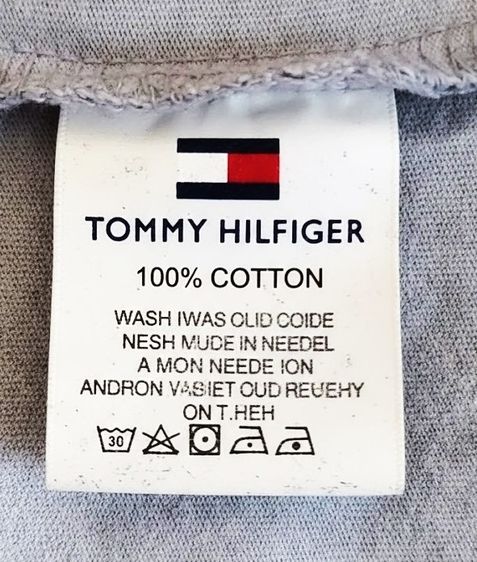 TOMMY HILFIGER
100% COTTON
WASH IWAS OLID COIDE
NESH MUDE IN NEEDEL
A MON NEEDE ION
ANDRON VASIET OUD REUEHY
ON T.HEH
30